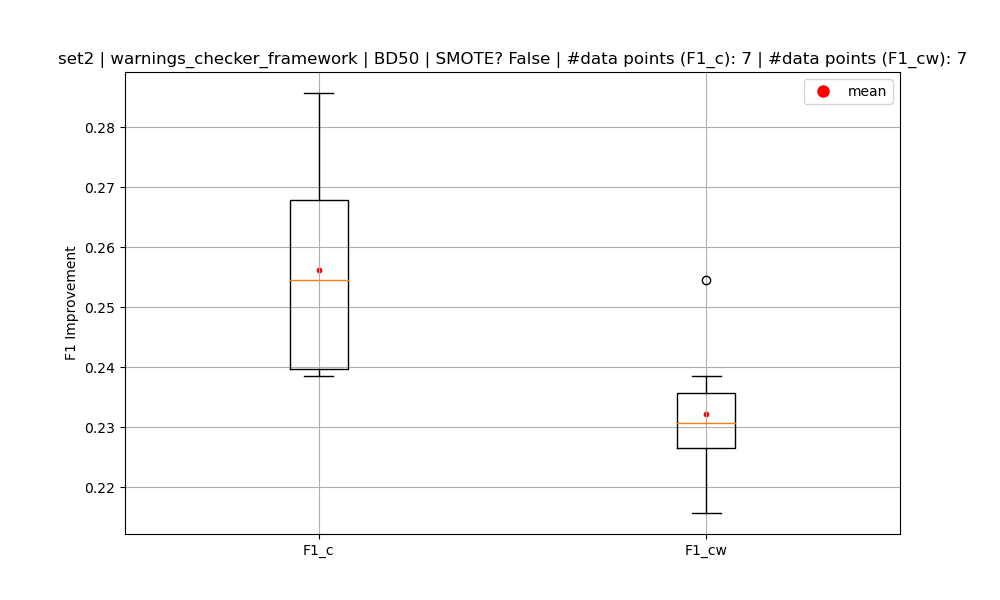 set2 | warnings_checker_framework | BD50 | SMOTE? False | #data points (F1_c): 7 | #data points (F1_cw): 7
mean
0.28
0.27
0.26
0.25
0.24
0.23
0.22
F1 Improvement
F1_c
F1_cw